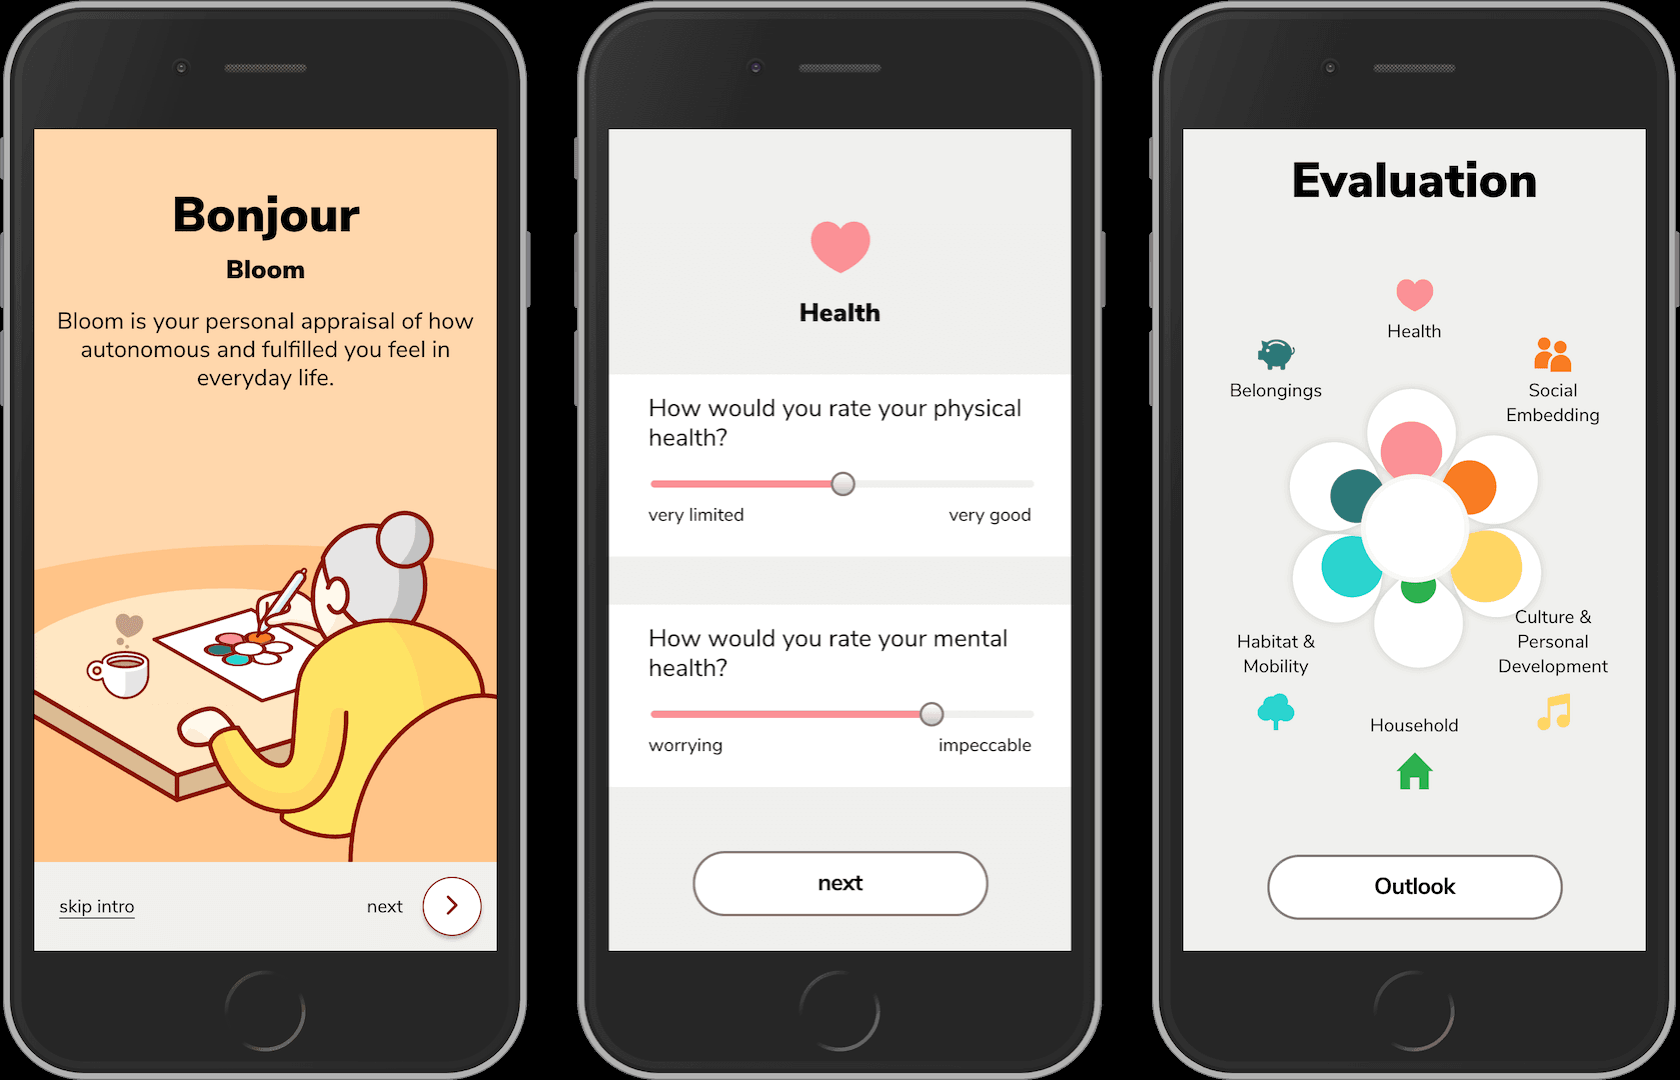 Bonjour
Bloom
Bloom is your personal appraisal of how
autonomous and fulfilled you feel in
everyday life.
skip intro
next
Health
How would you rate your physical
health?
very limited
very good
How would you rate your mental
health?
worrying
impeccable
next
Evaluation
Health
Belongings
Social
Embedding
Habitat &
Mobility
Culture &
Personal
Development
Household
Outlook